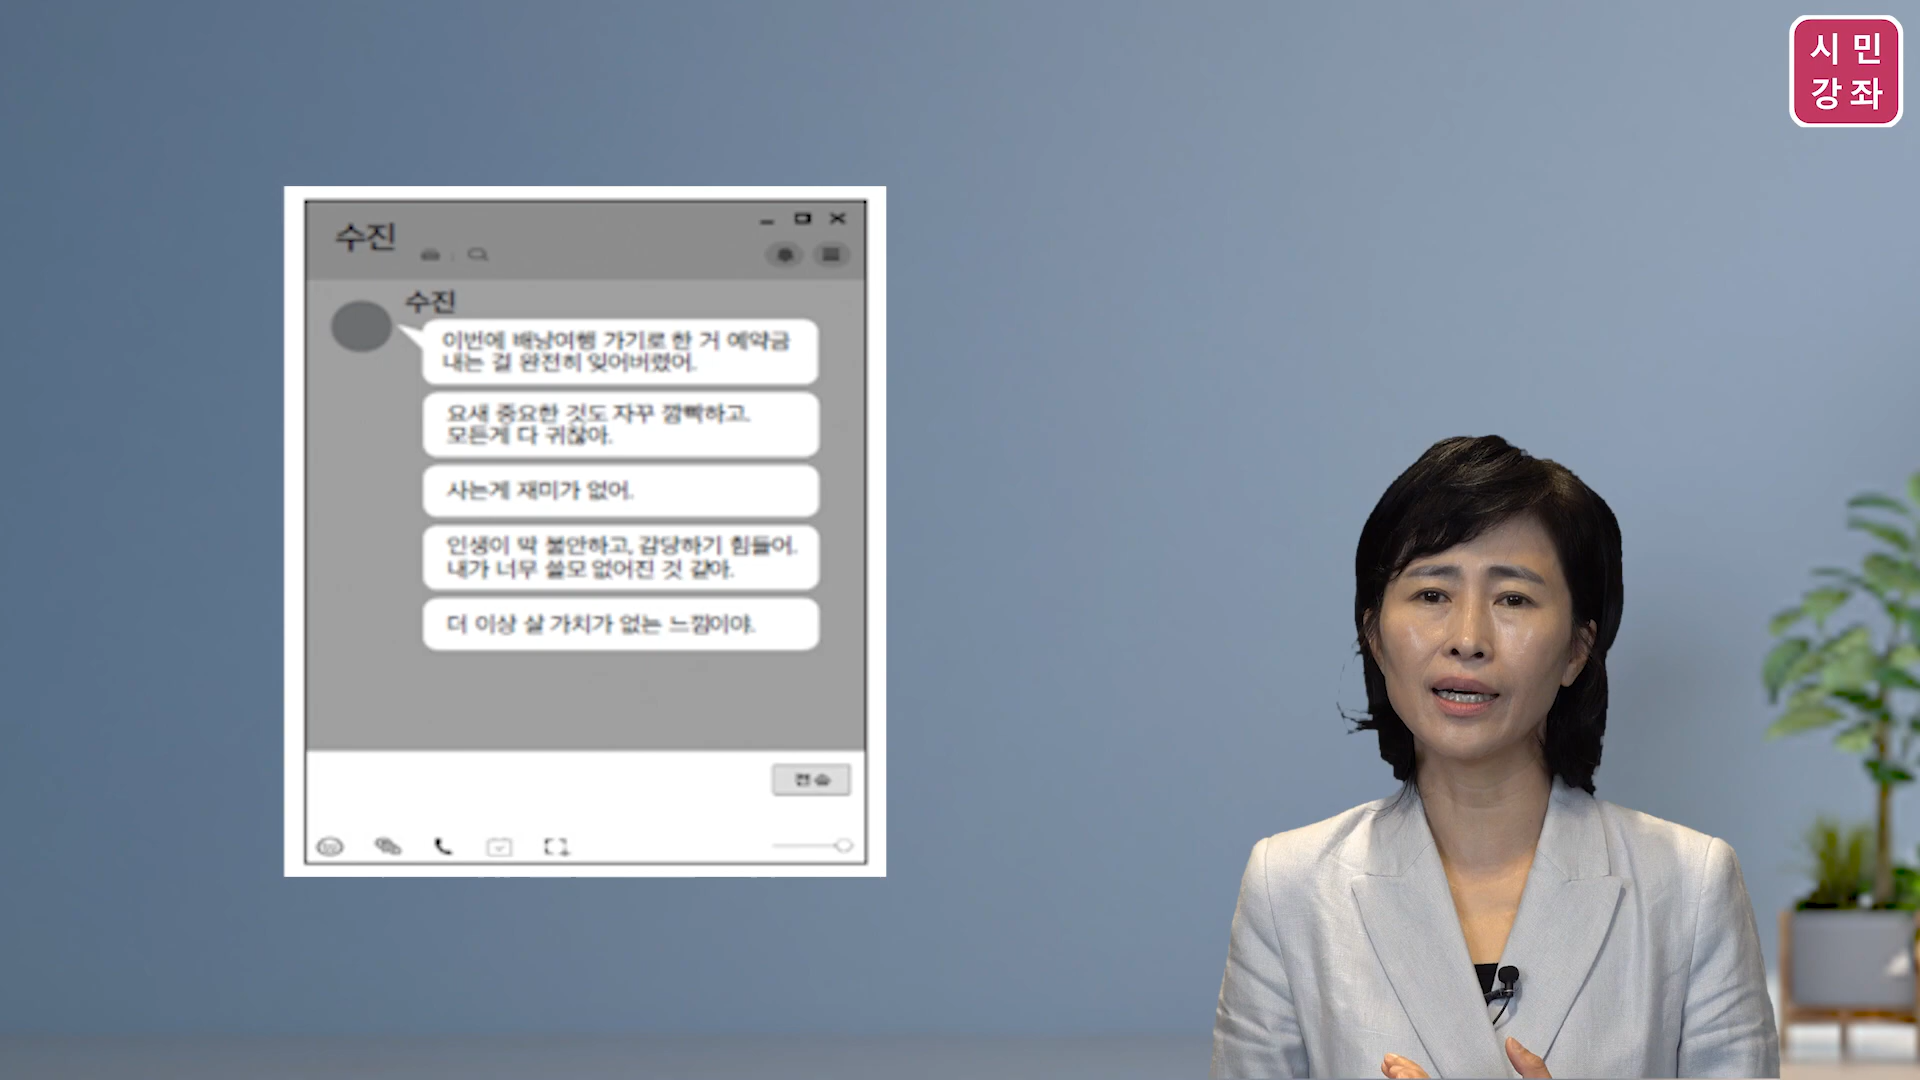 시민
강좌
수진
수진
이번에 배낭여행 가기로 한 거 예약금
내는 걸 완전히 잊어버렸어.
요새 중요한 것도 자꾸 깜빡하고.
모든게 다 귀찮아.
사는게 재미가 없어.
인생이 막 불안하고, 감당하기 힘들어.
내가 너무 쓸모 없어진 것 같아.
더 이상 살 가치가 없는 느낌이야.
전송